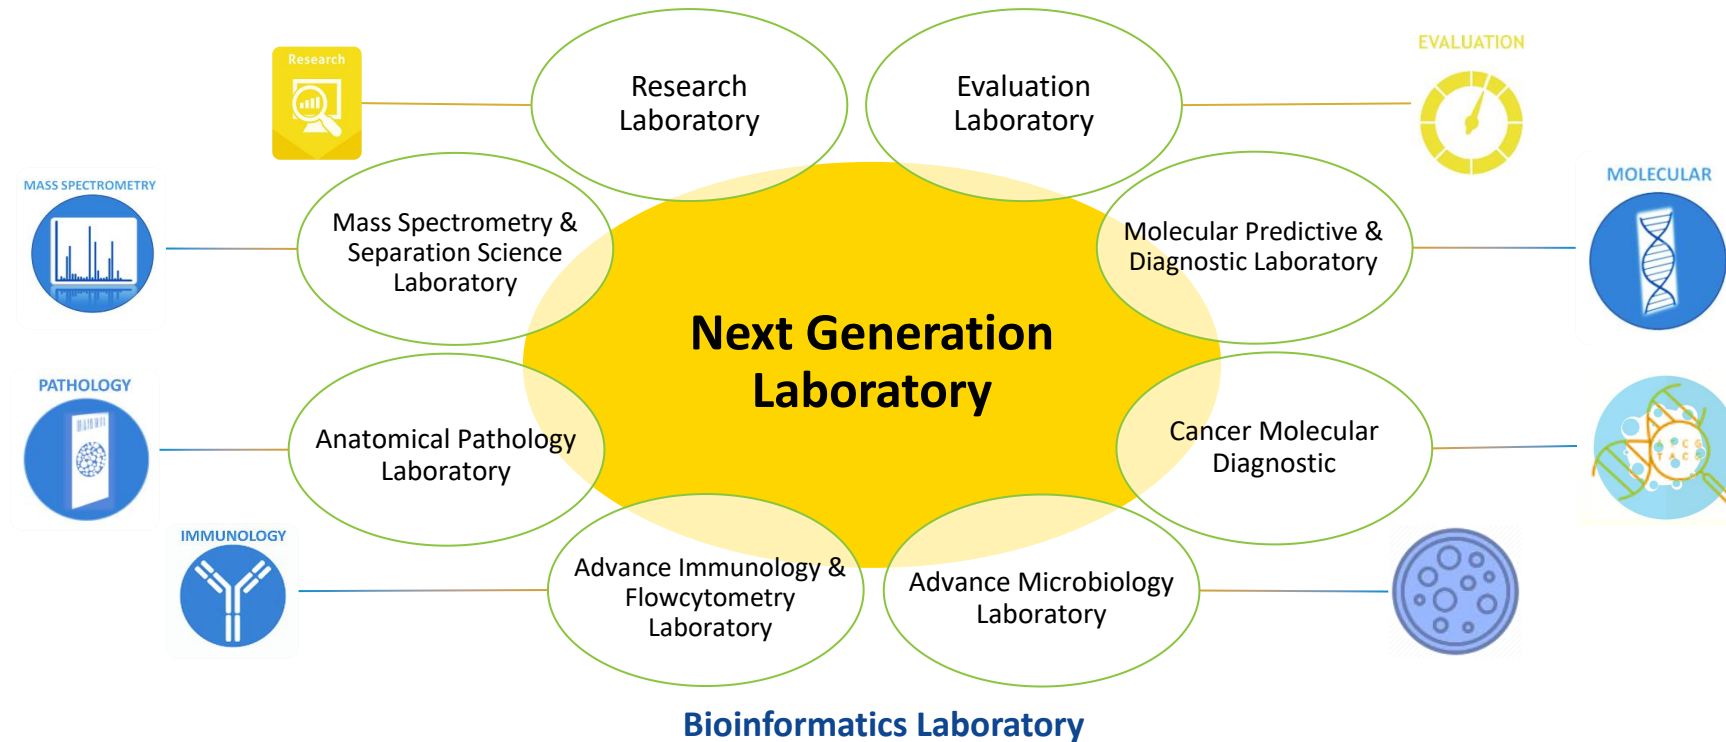 EVALUATION
Research
Research
Laboratory
Evaluation
Laboratory
MASS SPECTROMETRY
MOLECULAR
Mass Spectrometry &
Separation Science
Laboratory
Molecular Predictive &
Diagnostic Laboratory
Next Generation
Laboratory
PATHOLOGY
Anatomical Pathology
Laboratory
Cancer Molecular
Diagnostic
IMMUNOLOGY
Advance Immunology &
Flowcytometry
Laboratory
Advance Microbiology
Laboratory
Bioinformatics Laboratory